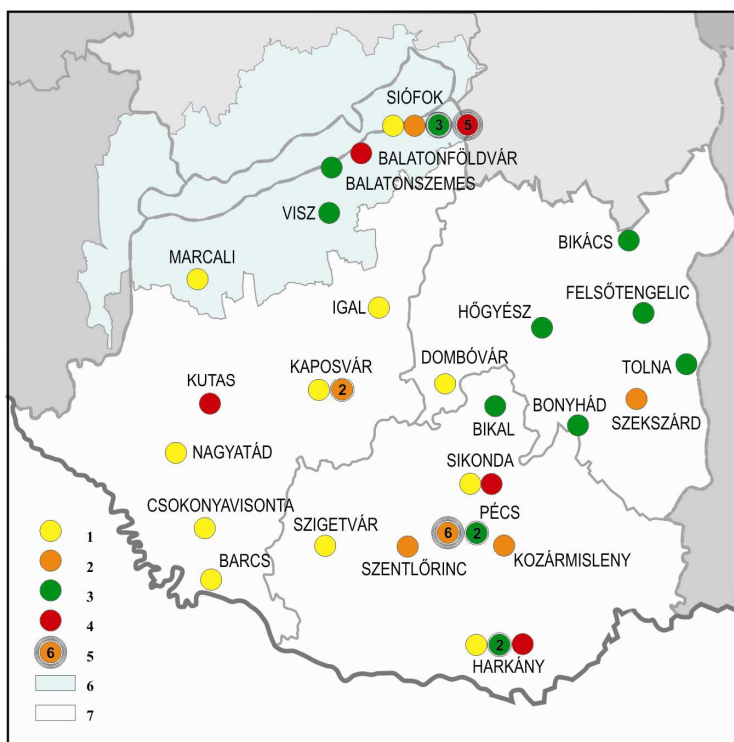 SIÓFOK
3 5
BALATONFÖLDVÁR
BALATONSZEMES
VISZ
BIKÁCS
MARCALI
FELSŐTENGELIC
IGAL
HŐGYÉSZ
KAPOSVÁR
DOMBÓVÁR
TOLNA
KUTAS
2
BONYHÁD
SZEKSZÁRD
BIKAL
NAGYATÁD
SIKONDA
CSOKONYAVISONTA
PÉCS
SZIGETVÁR
6 2
1
SZENTLŐRINC
KOZÁRMISLENY
BARCS
2
3
4
2
6 5
HARKÁNY
6
7